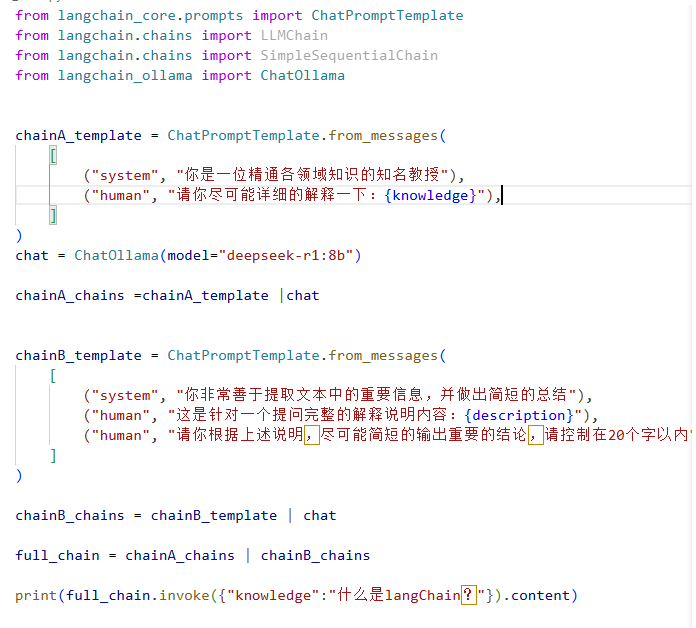 from langchain_core.prompts import ChatPromptTemplate
from langchain.chains import LLMChain
from langchain.chains import SimpleSequentialChain
from langchain_ollama import ChatOllama
chainA_template = ChatPromptTemplate.from_messages(
[
("system", "你是一位精通各领域知识的知名教授"),
("human", "请你尽可能详细的解释一下：{knowledge}"),
]
)
chat = ChatOllama(model="deepseek-r1:8b")
chainA_chains =chainA_template |chat
chainB_template = ChatPromptTemplate.from_messages(
[
("system", "你非常善于提取文本中的重要信息，并做出简短的总结"),
("human", "这是针对一个提问完整的解释说明内容：{description}"),
("human", "请你根据上述说明，尽可能简短的输出重要的结论，请控制在20个字以内"
]
)
chainB_chains = chainB_template | chat
full_chain = chainA_chains | chainB_chains
print(full_chain.invoke({"knowledge":"什么是langChain？"}).content)